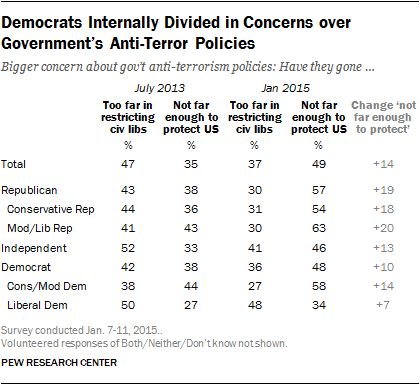 Democrats Internally Divided in Concerns over
Government's Anti-Terror Policies
Bigger concern about gov't anti-terrorism policies: Have they gone ...
July 2013 Jan 2015
Too far in restricting civ libs Not far enough to protect US Too far in restricting civ libs Not far enough to protect US Change 'not far enough to protect'
% % % %
Total 47 35 37 49 +14
Republican 43 38 30 57 +19
Conservative Rep 44 36 31 54 +18
Mod/Lib Rep 41 43 30 63 +20
Independent 52 33 41 46 +13
Democrat 42 38 36 48 +10
Cons/Mod Dem 38 44 27 58 +14
Liberal Dem 50 27 48 34 +7
Survey conducted Jan. 7-11, 2015..
Volunteered responses of Both/Neither/Don't know not shown.
PEW RESEARCH CENTER